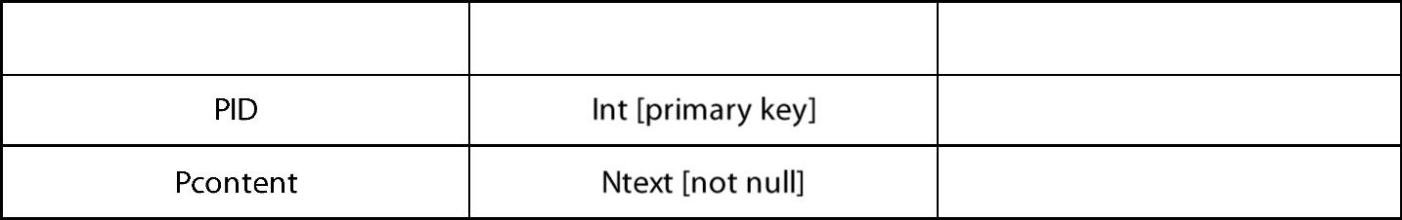 PID Int [primary key]
Pcontent Ntext [not null]